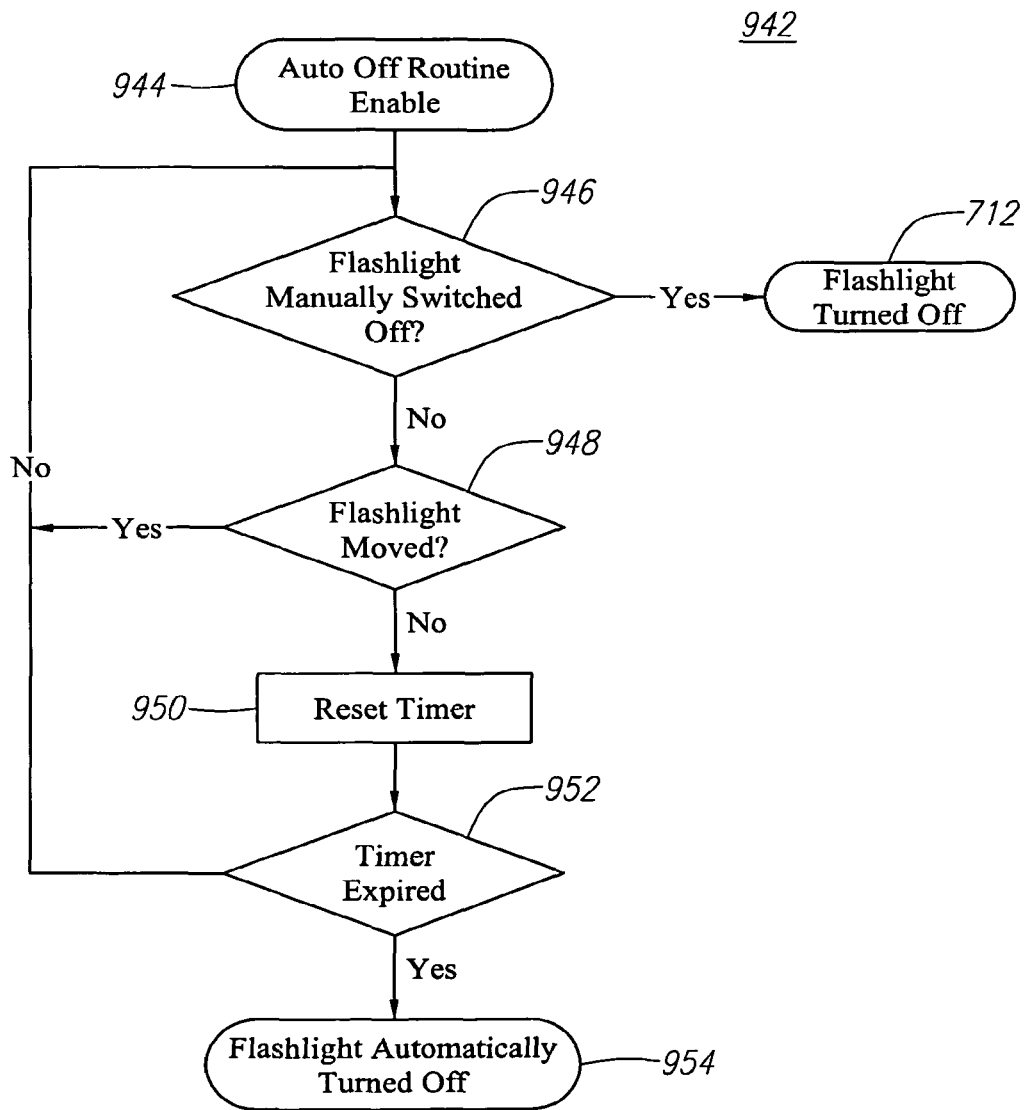 942
944
Auto Off Routine
Enable
946
Flashlight
Manually Switched
Off?
Yes
712
Flashlight
Turned Off
No
948
No
Flashlight
Moved?
Yes
No
950
Reset Timer
952
Timer
Expired
Yes
Flashlight Automatically
Turned Off
954